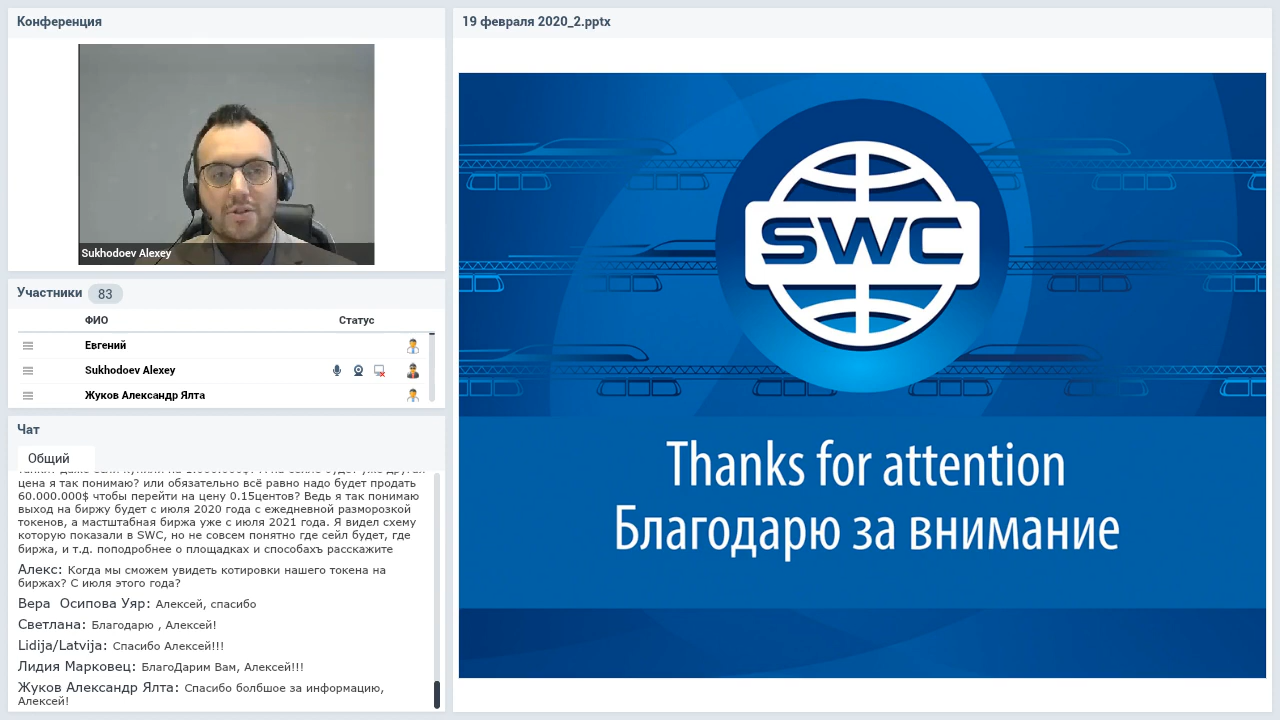 Конференция
Sukhodoev Alexey
Участники 83
ФИО Статус
Евгений
Sukhodoev Alexey
Жуков Александр Ялта
Чат
Общий
цена я так понимаю? или обязательно всё равно надо будет продать
60.000.000$ чтобы перейти на цену 0.15центов? Ведь я так понимаю
выход на биржу будет с июля 2020 года с ежедневной разморозкой
токенов, а мастштабная биржа уже с июля 2021 года. Я видел схему
которую показали в SWC, но не совсем понятно где сейл будет, где
биржа, и т.д. поподробнее о площадках и способахъ расскажите
Алекс: Когда мы сможем увидеть котировки нашего токена на
биржах? С июля этого года?
Вера Осипова Уяр: Алексей, спасибо
Светлана: Благодарю , Алексей!
Lidija/Latvija: Спасибо Алексей!!!
Лидия Марковец: БлагоДарим Вам, Алексей!!!
Жуков Александр Ялта: Спасибо болбшое за информацию,
Алексей!
19 февраля 2020_2.pptx
SWC
Thanks for attention
Благодарю за внимание